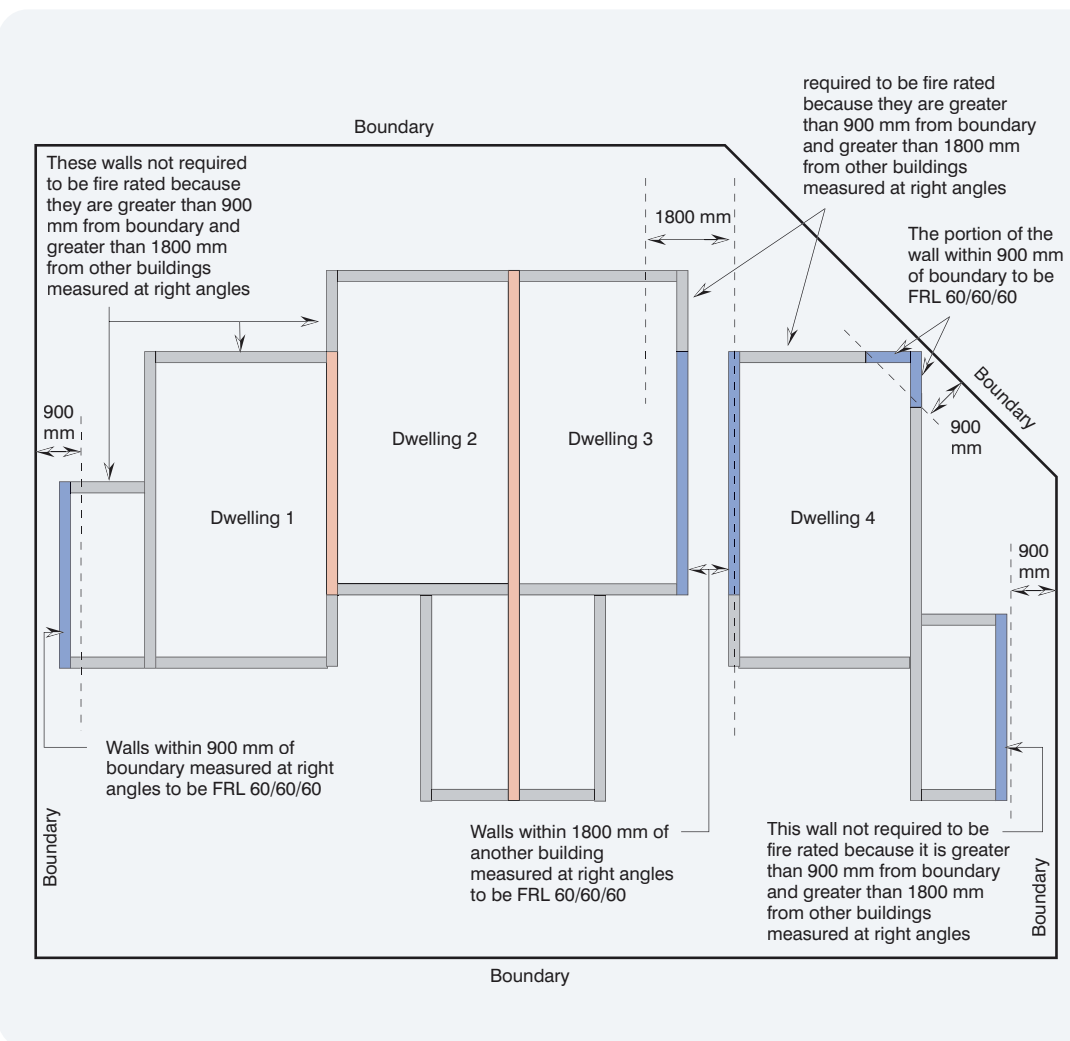 required to be fire rated
because they are greater
than 900 mm from boundary
and greater than 1800 mm
from other buildings
measured at right angles
Boundary
These walls not required
to be fire rated because
they are greater than 900
mm from boundary and
greater than 1800 mm
from other buildings
measured at right angles
1800 mm
The portion of the
wall within 900 mm
of boundary to be
FRL 60/60/60
Boundary
900
mm
900
mm
Dwelling 2
Dwelling 3
Dwelling 1
Dwelling 4
900
mm
Walls within 900 mm of
boundary measured at right
angles to be FRL 60/60/60
Boundary
Walls within 1800 mm of
another building
measured at right angles
to be FRL 60/60/60
This wall not required to be
fire rated because it is greater
than 900 mm from boundary
and greater than 1800 mm
from other buildings
measured at right angles
Boundary
Boundary